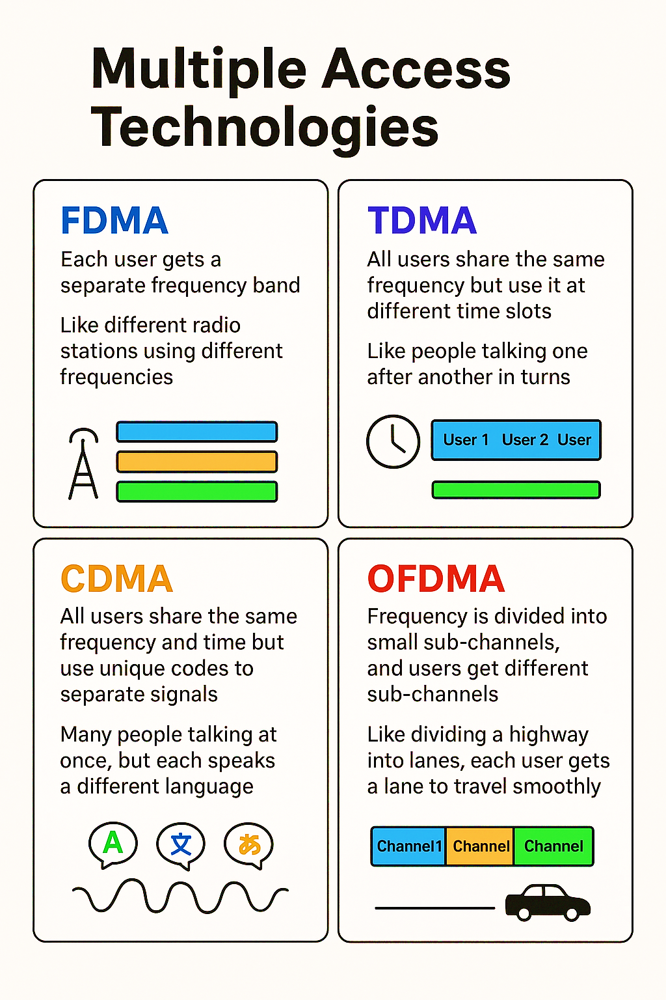 Multiple Access
Technologies
FDMA
Each user gets a
separate frequency band
Like different radio
stations using different
frequencies
TDMA
All users share the same
frequency but use it at
different time slots
Like people talking one
after another in turns
User 1 User 2 User
CDMA
All users share the same
frequency and time but
use unique codes to
separate signals
Many people talking at
once, but each speaks
a different language
A 文 あ
OFDMA
Frequency is divided into
small sub-channels,
and users get different
sub-channels
Like dividing a highway
into lanes, each user gets
a lane to travel smoothly
Channel1 Channel Channel